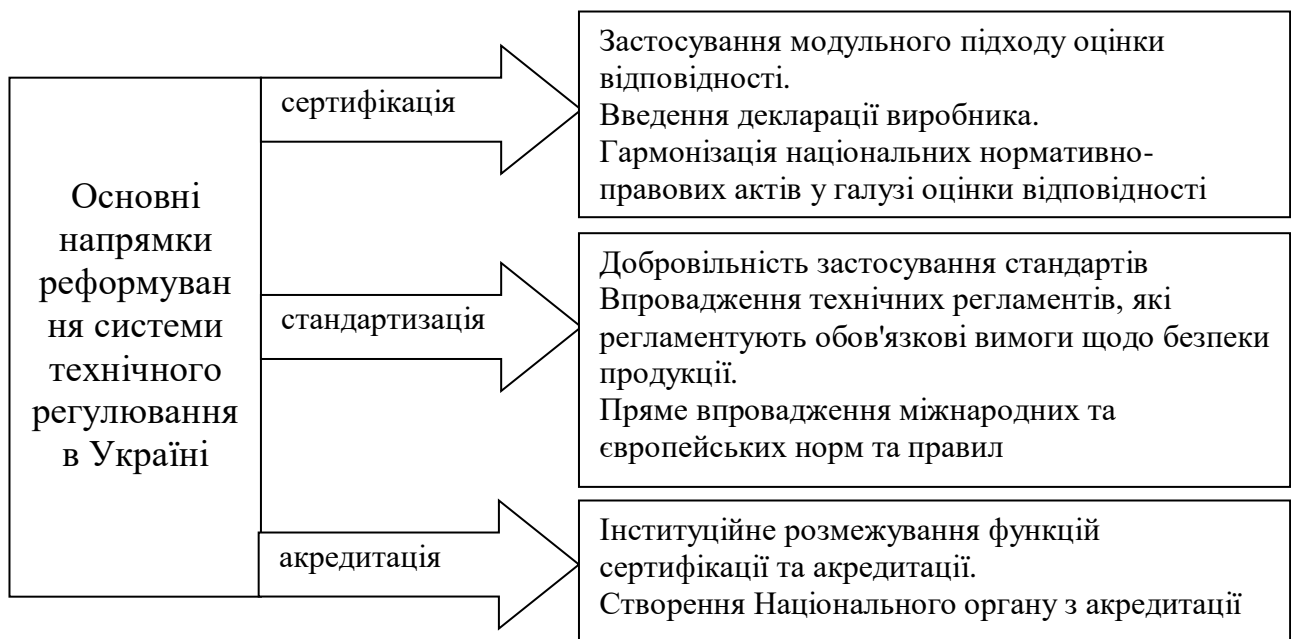 Основні
напрямки
реформуван
ня системи
технічного
регулювання
в Україні
сертифікація
Застосування модульного підходу оцінки
відповідності.
Введення декларації виробника.
Гармонізація національних нормативно-
правових актів у галузі оцінки відповідності
стандартизація
Добровільність застосування стандартів
Впровадження технічних регламентів, які
регламентують обов'язкові вимоги щодо безпеки
продукції.
Пряме впровадження міжнародних та
європейських норм та правил
акредитація
Інституційне розмежування функцій
сертифікації та акредитації.
Створення Національного органу з акредитації